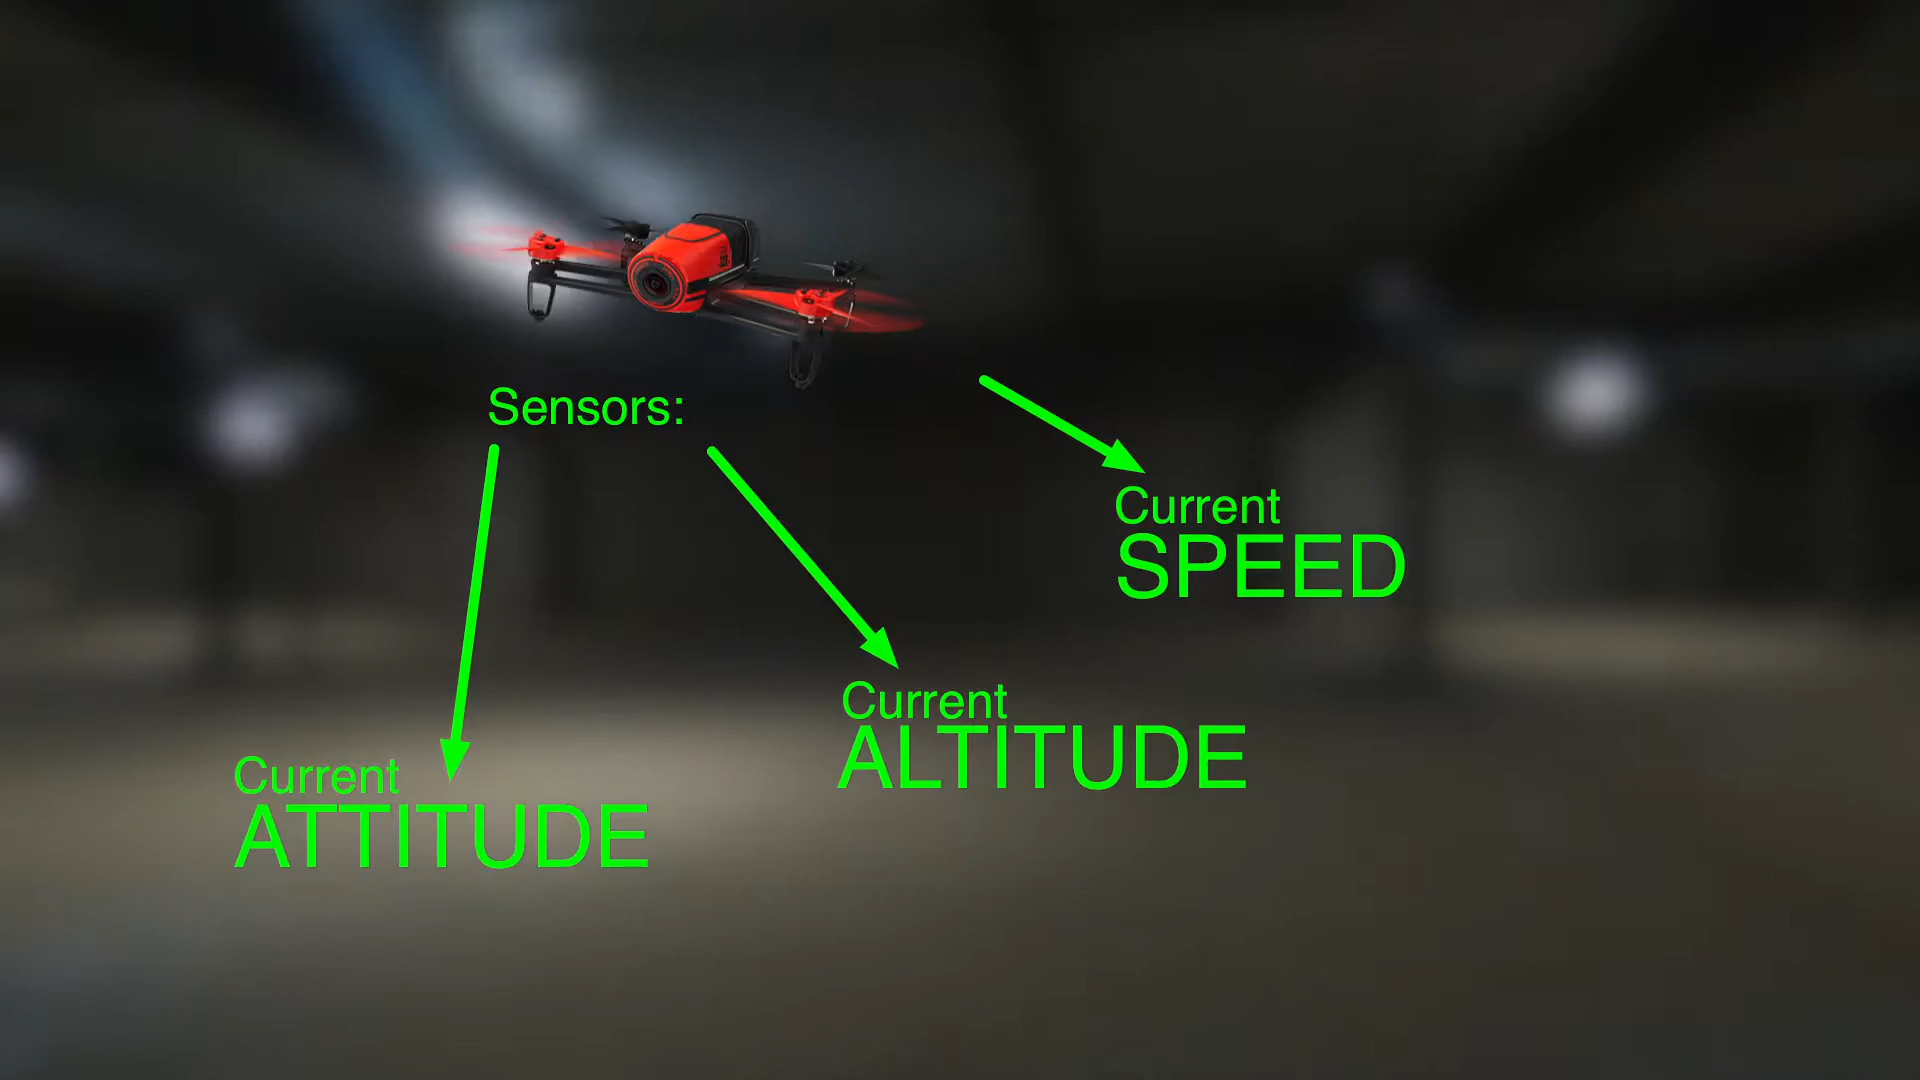 Sensors:
Current
SPEED
Current
ALTITUDE
Current
ATTITUDE